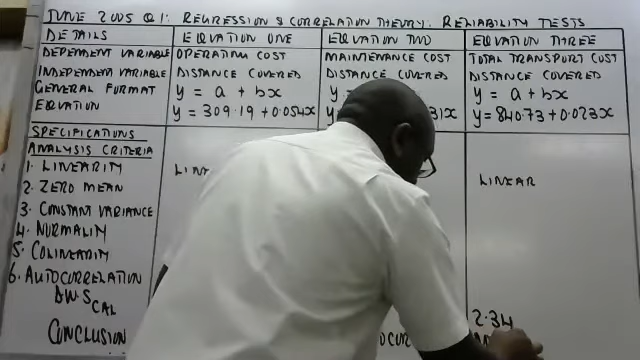 JUNE 2005 Q1: REGRESSION & CORRELATION THEORY: RELIABILITY TESTS
DETAILS EQUATION ONE EQUATION TWO EQUATION THREE
DEPENDENT VARIABLE OPERATING COST MAINTENANCE COST TOTAL TRANSPORT COST
INDEPENDENT VARIABLE DISTANCE COVERED DISTANCE COVERED DISTANCE COVERED
GENERAL FORMAT y = a + bx y = y = a + bx
EQUATION y = 309.19 + 0.054x 31x y = 840.73 + 0.023x
SPECIFICATIONS
ANALYSIS CRITERIA
1. LINEARITY LINEAR
2. ZERO MEAN
3. CONSTANT VARIANCE
4. NORMALITY
5. COLINEARITY
6. AUTOCORRELATION
D.W.S CAL 2.34
CONCLUSION